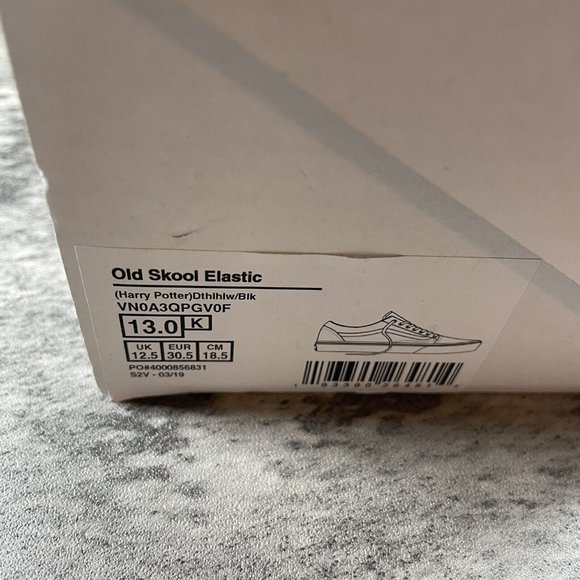 Old Skool Elastic
(Harry Potter)Dthlhlw/Blk
VN0A3QPGV0F
13.0 K
UK EUR CM
12.5 30.5 18.5
PO#4000856831
S2V - 03/19